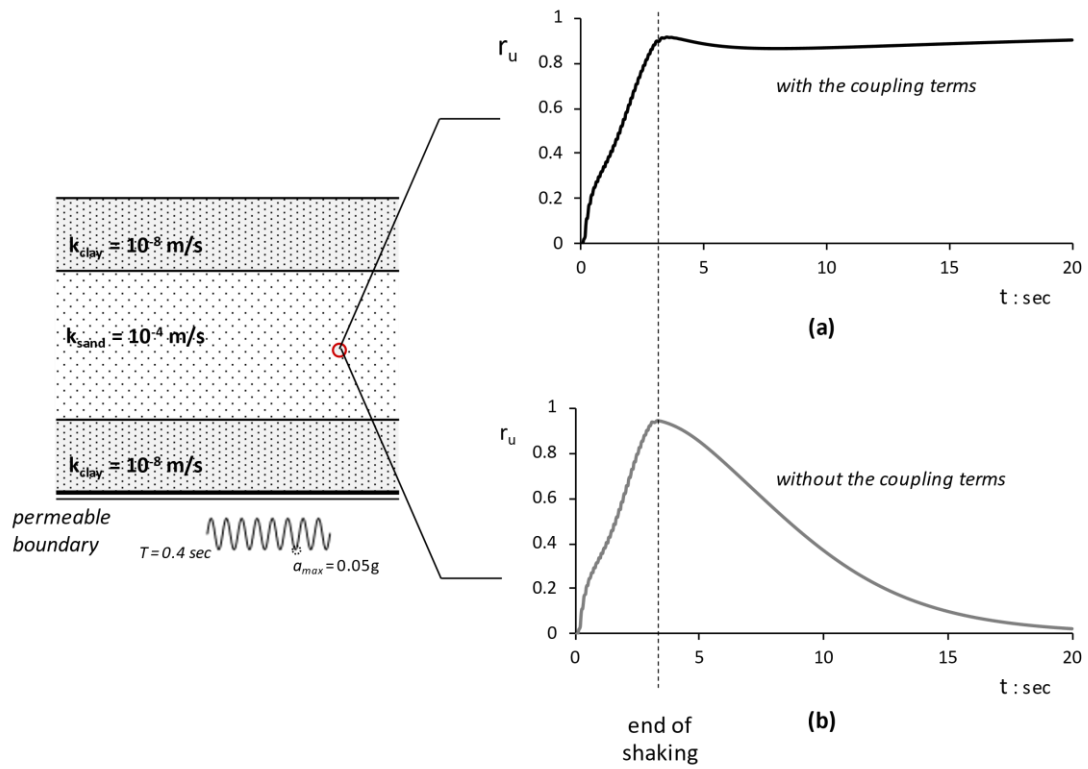 k_clay = 10⁻⁸ m/s
k_sand = 10⁻⁴ m/s
k_clay = 10⁻⁸ m/s
permeable
boundary
T = 0.4 sec
a_max = 0.05g
r_u
1
0.8
0.6
0.4
0.2
0
0 5 10 15 20
with the coupling terms
t : sec
(a)
r_u
1
0.8
0.6
0.4
0.2
0
0 5 10 15 20
without the coupling terms
t : sec
(b)
end of
shaking